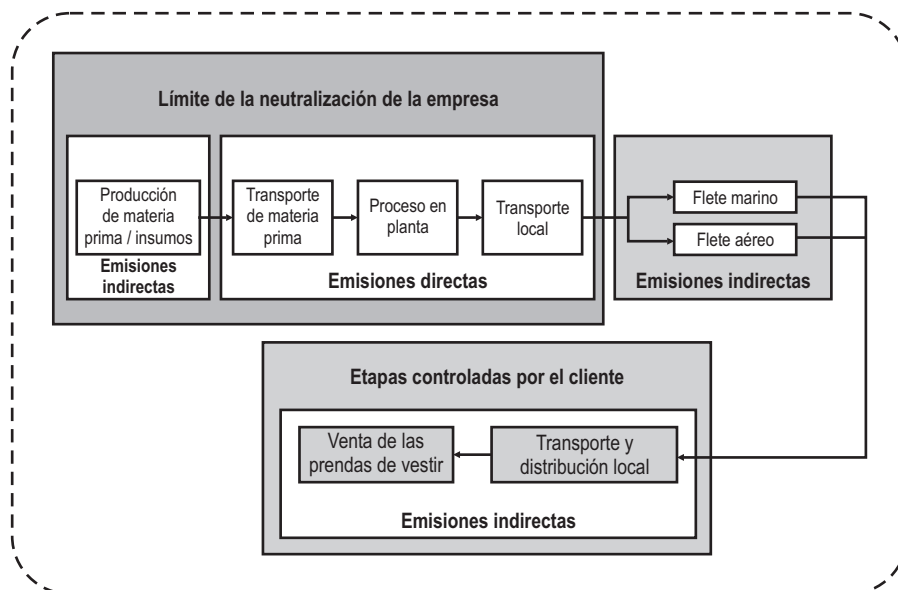 Límite de la neutralización de la empresa
Producción
de materia
prima / insumos
Emisiones
indirectas
Transporte
de materia
prima
Proceso en
planta
Transporte
local
Emisiones directas
Flete marino
Flete aéreo
Emisiones indirectas
Etapas controladas por el cliente
Venta de las
prendas de vestir
Transporte y
distribución local
Emisiones indirectas